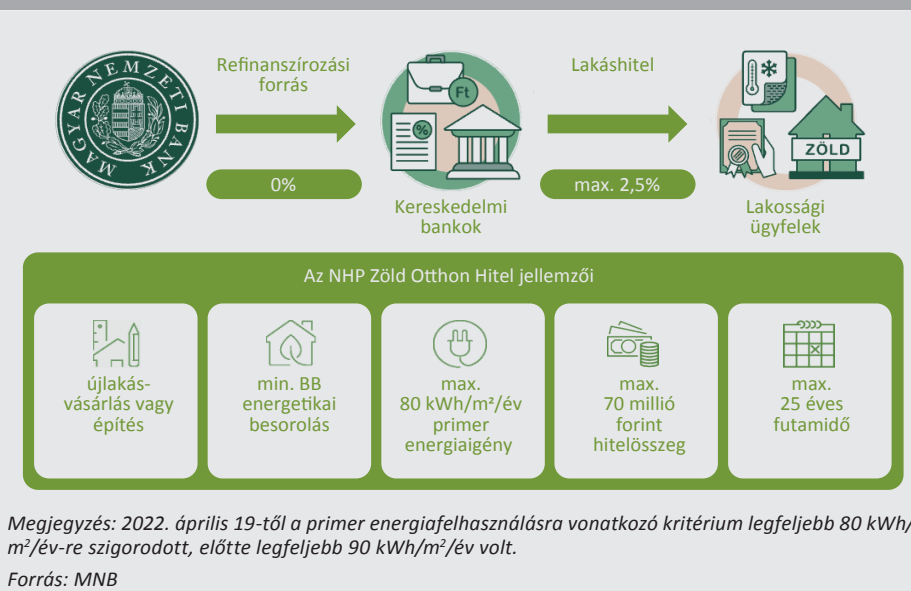 MAGYAR NEMZETI BANK
Refinanszírozási
forrás
0%
Ft
%
Kereskedelmi
bankok
Lakáshitel
max. 2,5%
ZÖLD
Lakossági
ügyfelek
Az NHP Zöld Otthon Hitel jellemzői
újlakás-
vásárlás vagy
építés
min. BB
energetikai
besorolás
max.
80 kWh/m²/év
primer
energiaigény
max.
70 millió
forint
hitelösszeg
max.
25 éves
futamidő
Megjegyzés: 2022. április 19-től a primer energiafelhasználásra vonatkozó kritérium legfeljebb 80 kWh/
m²/év-re szigorodott, előtte legfeljebb 90 kWh/m²/év volt.
Forrás: MNB